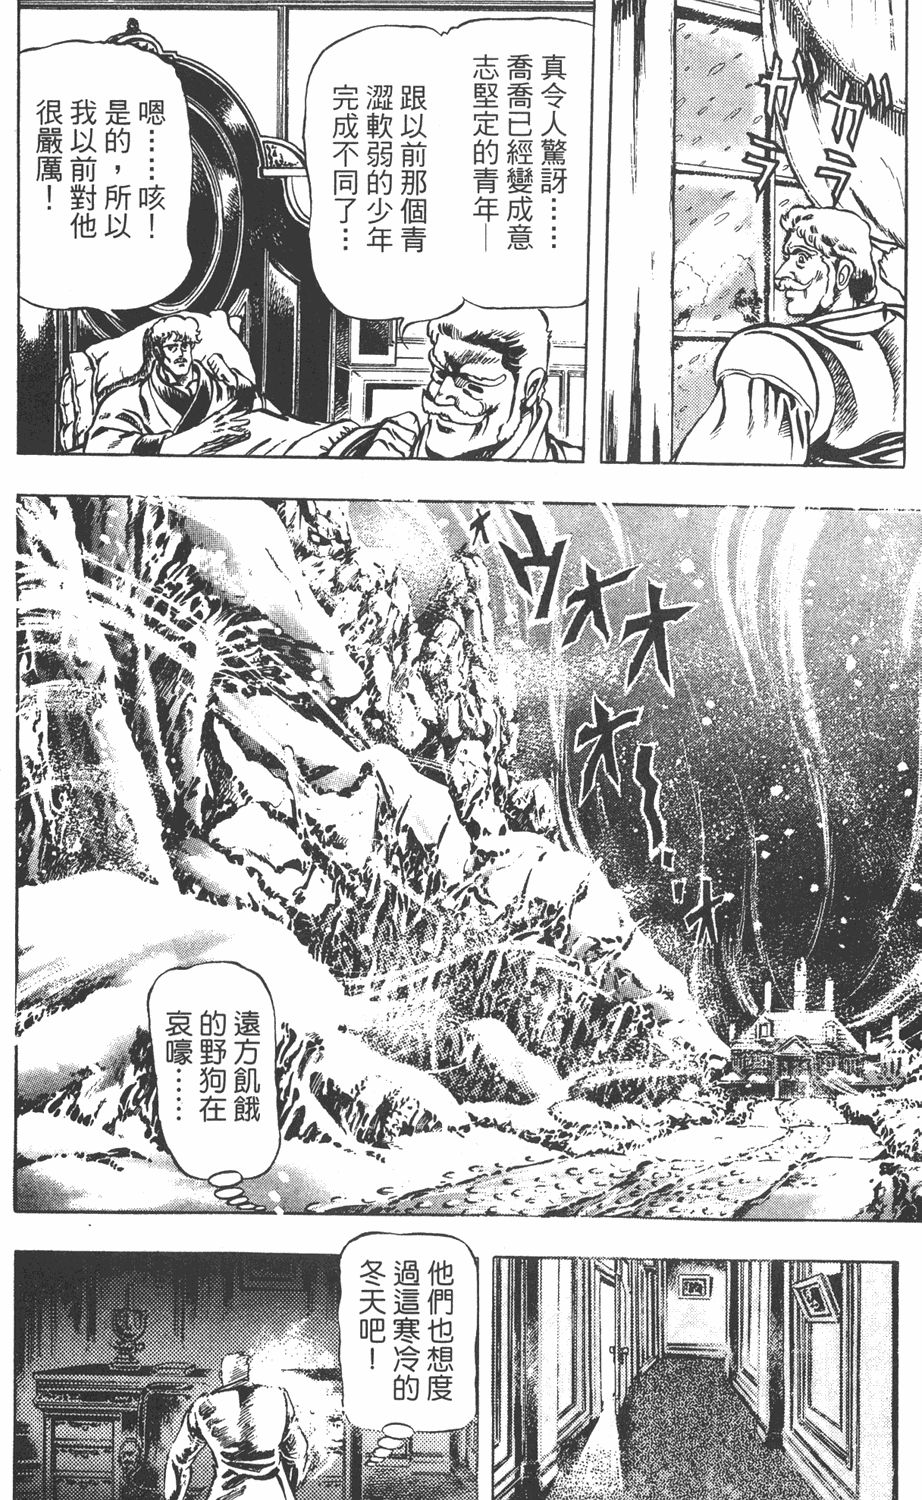 ガガララ
真令人驚訝……
喬喬已經變成意
志堅定的青年—
跟以前那個青
澀軟弱的少年
完成不同了…
嗯……咳！
是的，所以
我以前對他
很嚴厲！
オ
ウオオオ〜…オ
遠方飢餓
的野狗在
哀嚎……
他們也想度
過這寒冷的
冬天吧！